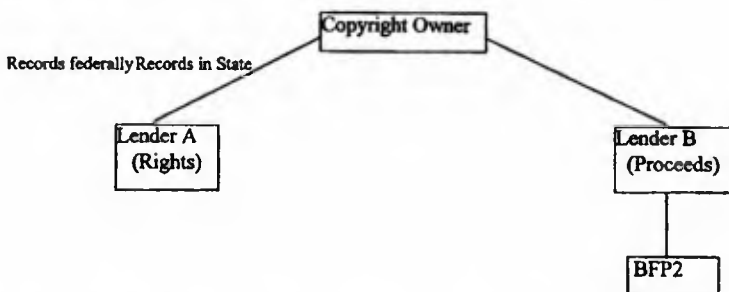 Copyright Owner
Records federally Records in State
Lender A
(Rights)
Lender B
(Proceeds)
BFP2